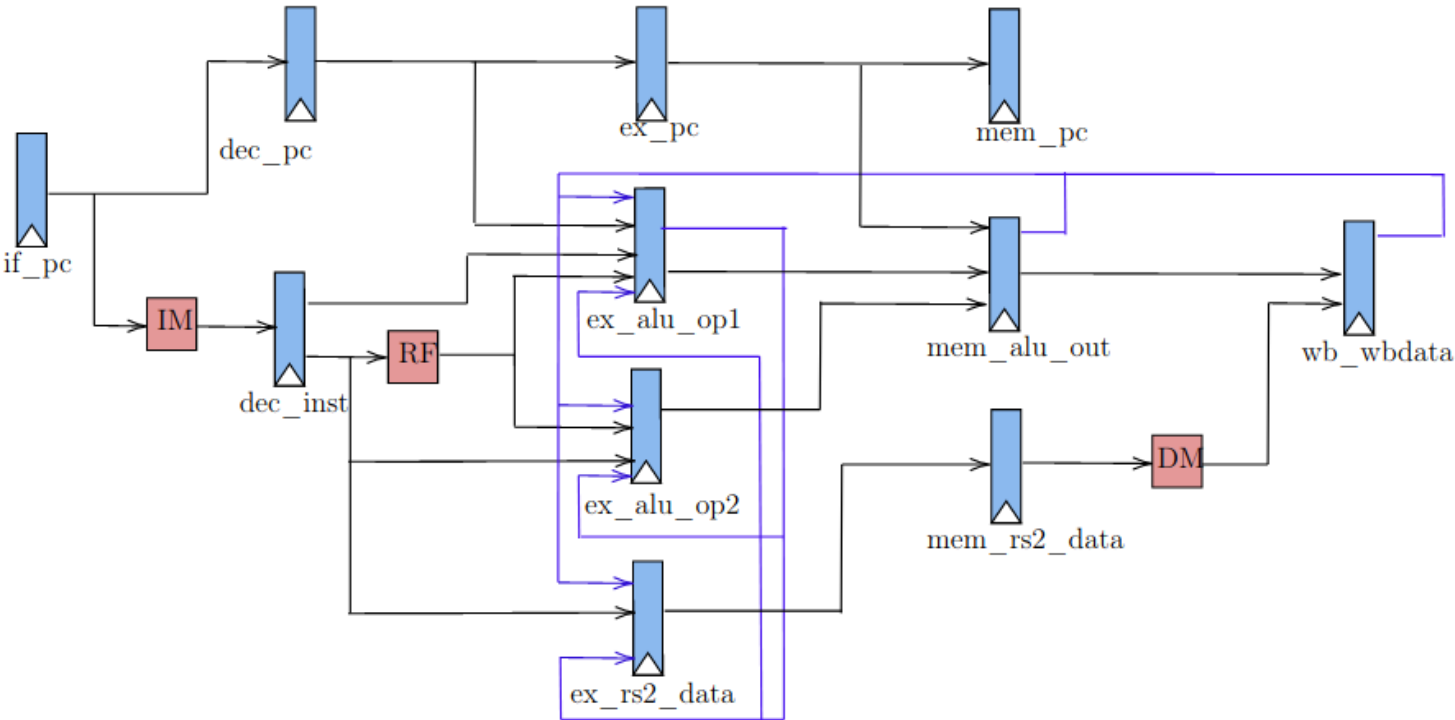 dec_pc
ex_pc
mem_pc
if_pc
IM
dec_inst
RF
ex_alu_op1
mem_alu_out
wb_wbdata
ex_alu_op2
DM
mem_rs2_data
ex_rs2_data